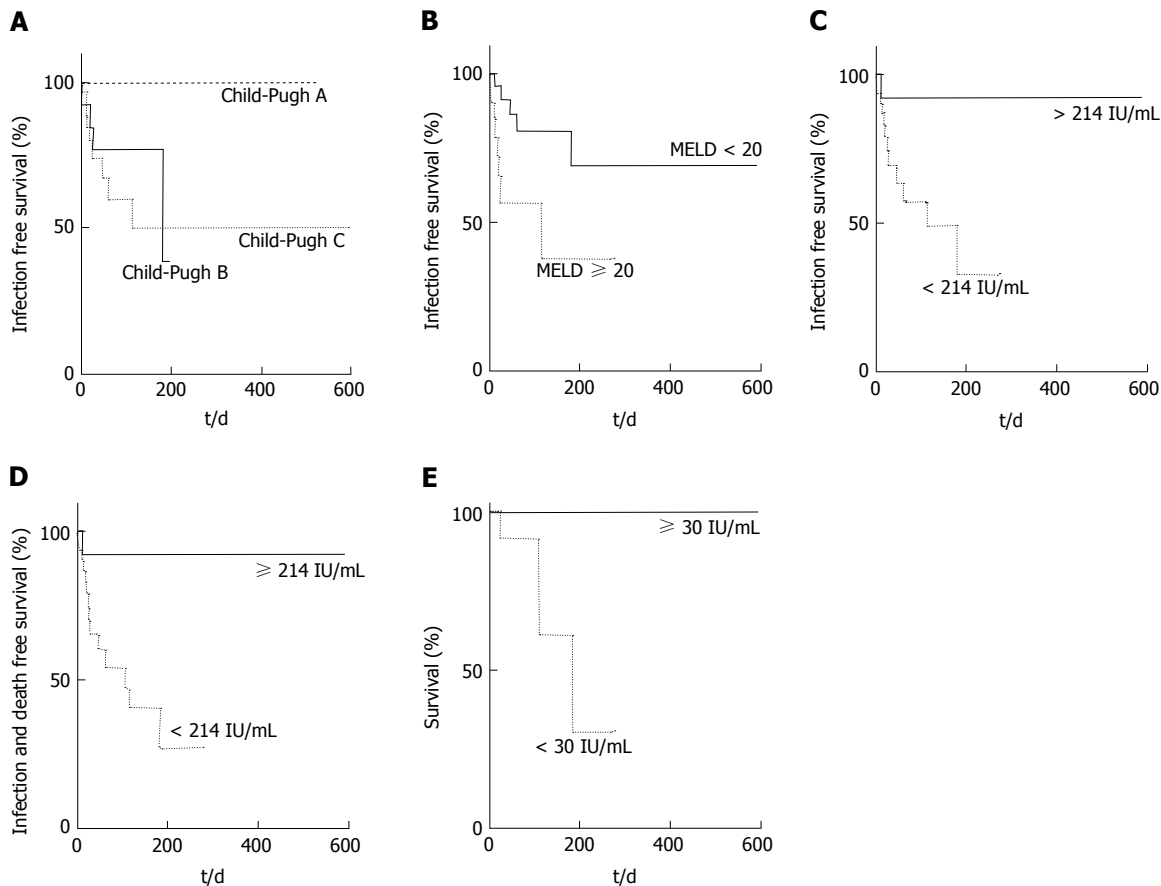 A
Infection free survival (%)
100
50
0
Child-Pugh A
Child-Pugh C
Child-Pugh B
0 200 400 600
t/d
B
Infection free survival (%)
100
50
0
MELD < 20
MELD ⩾ 20
0 200 400 600
t/d
C
Infection free survival (%)
100
50
0
> 214 IU/mL
< 214 IU/mL
0 200 400 600
t/d
D
Infection and death free survival (%)
100
50
0
⩾ 214 IU/mL
< 214 IU/mL
0 200 400 600
t/d
E
Survival (%)
100
50
0
⩾ 30 IU/mL
< 30 IU/mL
0 200 400 600
t/d